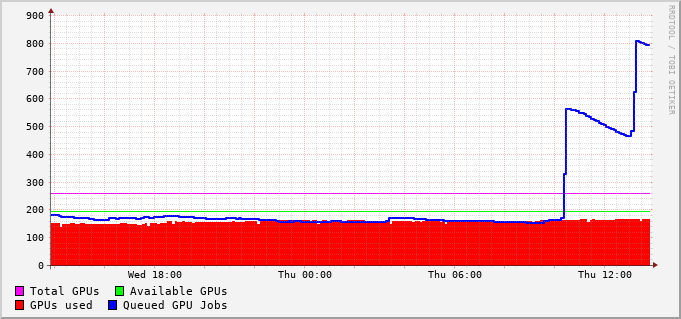 900
800
700
600
500
400
300
200
100
0
Wed 18:00 Thu 00:00 Thu 06:00 Thu 12:00
Total GPUs Available GPUs
GPUs used Queued GPU Jobs
RRDTOOL / TOBI OETIKER